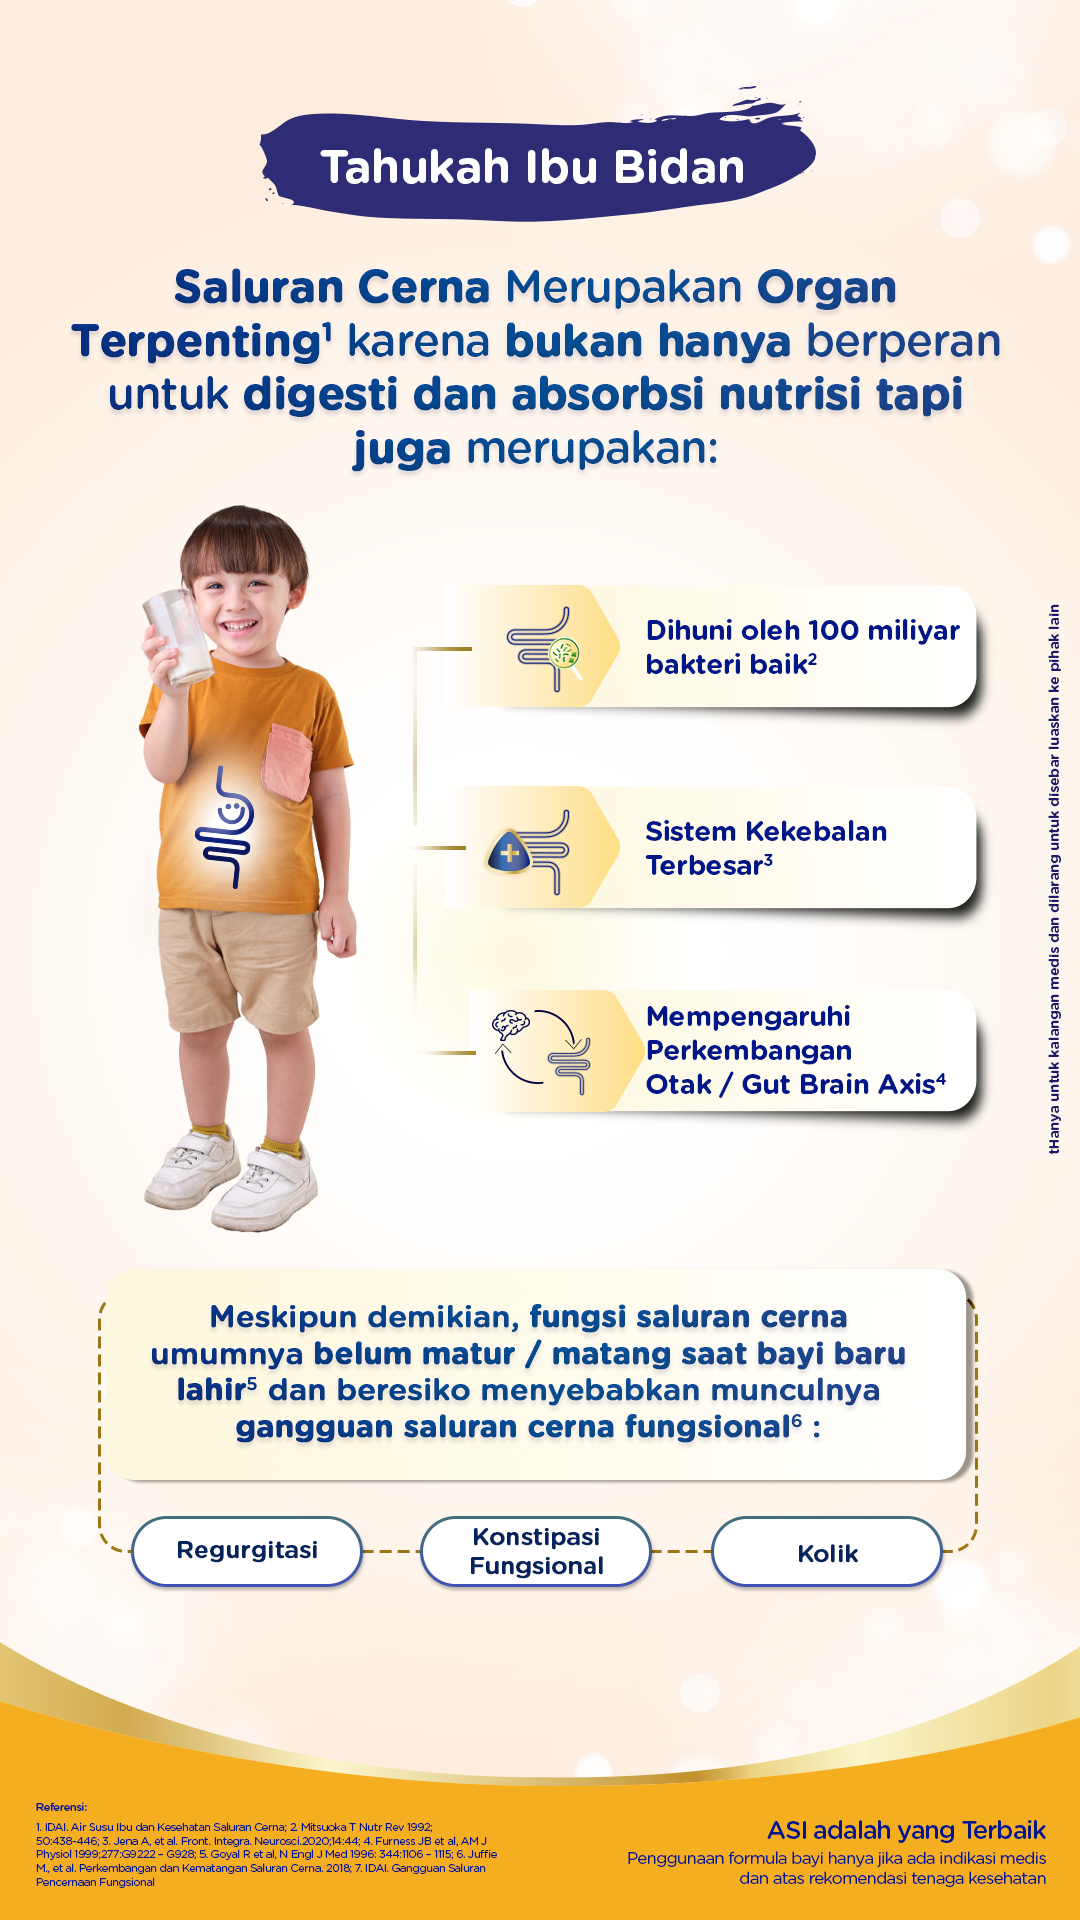 Tahukah Ibu Bidan
Saluran Cerna Merupakan Organ
Terpenting¹ karena bukan hanya berperan
untuk digesti dan absorbsi nutrisi tapi
juga merupakan:
Dihuni oleh 100 miliyar
bakteri baik²
Sistem Kekebalan
Terbesar³
Mempengaruhi
Perkembangan
Otak / Gut Brain Axis⁴
tHanya untuk kalangan medis dan dilarang untuk disebar luaskan ke pihak lain
Meskipun demikian, fungsi saluran cerna
umumnya belum matur / matang saat bayi baru
lahir⁵ dan beresiko menyebabkan munculnya
gangguan saluran cerna fungsional⁶ :
Regurgitasi
Konstipasi
Fungsional
Kolik
Referensi:
1. IDAI. Air Susu Ibu dan Kesehatan Saluran Cerna; 2. Mitsuoka T Nutr Rev 1992;
50:438-446; 3. Jena A, et al. Front. Integra. Neurosci.2020;14:44; 4. Furness JB et al, AM J
Physiol 1999;277:G9222 – G928; 5. Goyal R et al, N Engl J Med 1996: 344:1106 – 1115; 6. Juffie
M., et al. Perkembangan dan Kematangan Saluran Cerna. 2018; 7. IDAI. Gangguan Saluran
Pencernaan Fungsional
ASI adalah yang Terbaik
Penggunaan formula bayi hanya jika ada indikasi medis
dan atas rekomendasi tenaga kesehatan